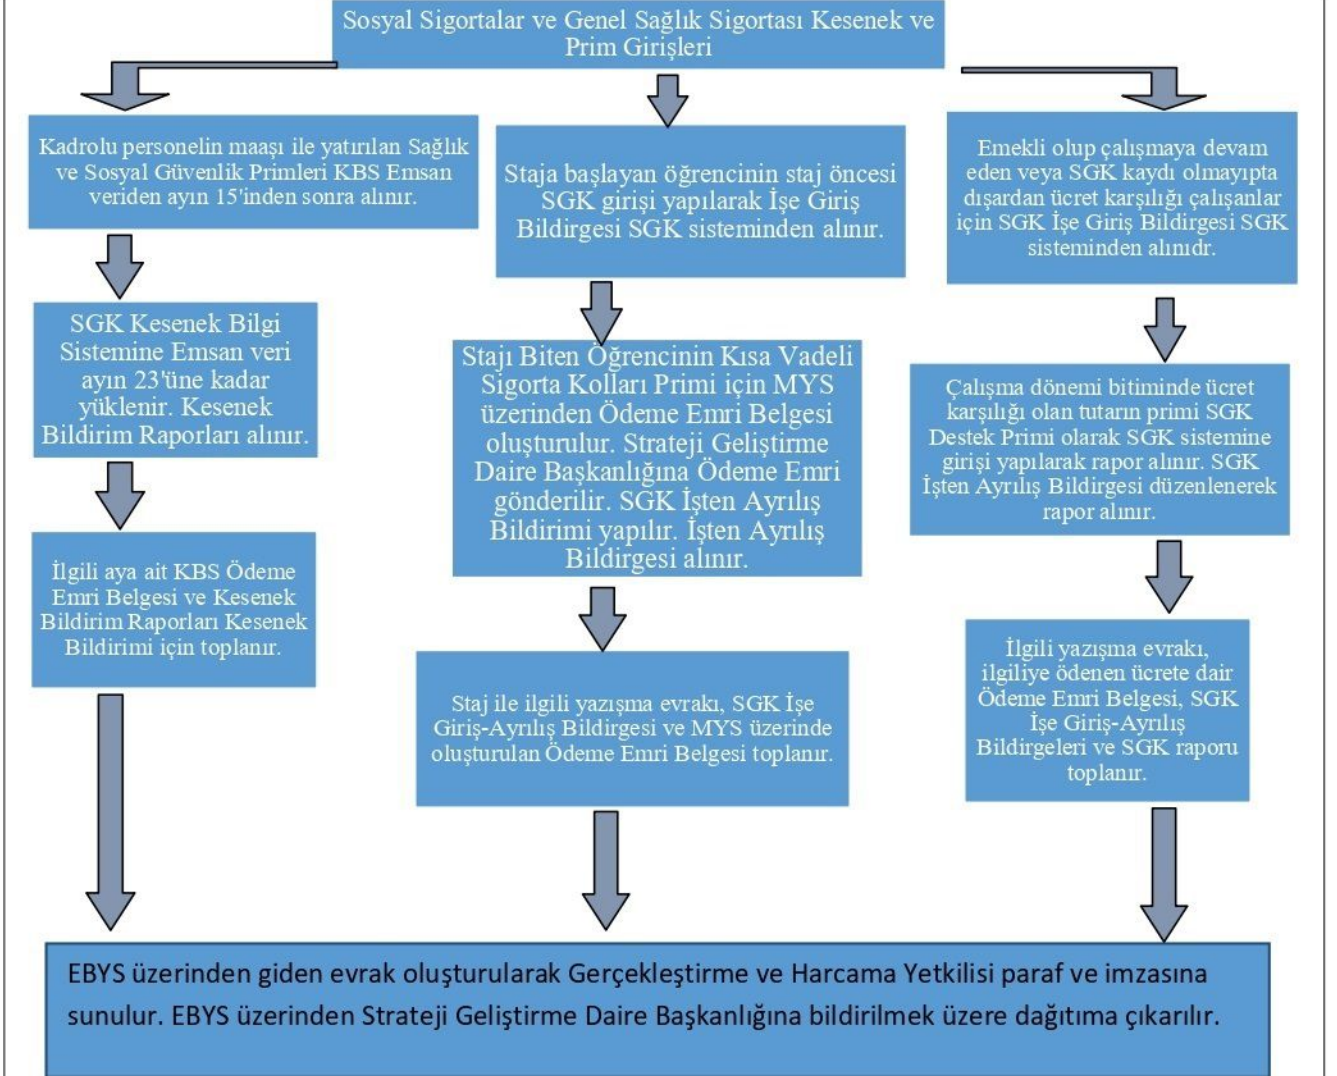 Sosyal Sigortalar ve Genel Sağlık Sigortası Kesenek ve
Prim Girişleri
Kadrolu personelin maaşı ile yatırılan Sağlık
ve Sosyal Güvenlik Primleri KBS Emsan
veriden ayın 15'inden sonra alınır.
SGK Kesenek Bilgi
Sistemine Emsan veri
ayın 23'üne kadar
yüklenir. Kesenek
Bildirim Raporları alınır.
İlgili aya ait KBS Ödeme
Emri Belgesi ve Kesenek
Bildirim Raporları Kesenek
Bildirimi için toplanır.
Staja başlayan öğrencinin staj öncesi
SGK girişi yapılarak İşe Giriş
Bildirgesi SGK sisteminden alınır.
Stajı Biten Öğrencinin Kısa Vadeli
Sigorta Kolları Primi için MYS
üzerinden Ödeme Emri Belgesi
oluşturulur. Strateji Geliştirme
Daire Başkanlığına Ödeme Emri
gönderilir. SGK İşten Ayrılış
Bildirimi yapılır. İşten Ayrılış
Bildirgesi alınır.
Staj ile ilgili yazışma evrakı, SGK İşe
Giriş-Ayrılış Bildirgesi ve MYS üzerinde
oluşturulan Ödeme Emri Belgesi toplanır.
Emekli olup çalışmaya devam
eden veya SGK kaydı olmayıpta
dışardan ücret karşılığı çalışanlar
için SGK İşe Giriş Bildirgesi SGK
sisteminden alınıdr.
Çalışma dönemi bitiminde ücret
karşılığı olan tutarın primi SGK
Destek Primi olarak SGK sistemine
girişi yapılarak rapor alınır. SGK
İşten Ayrılış Bildirgesi düzenlenerek
rapor alınır.
İlgili yazışma evrakı,
ilgiliye ödenen ücrete dair
Ödeme Emri Belgesi, SGK
İşe Giriş-Ayrılış
Bildirgeleri ve SGK raporu
toplanır.
EBYS üzerinden giden evrak oluşturularak Gerçekleştirme ve Harcama Yetkilisi paraf ve imzasına
sunulur. EBYS üzerinden Strateji Geliştirme Daire Başkanlığına bildirilmek üzere dağıtıma çıkarılır.